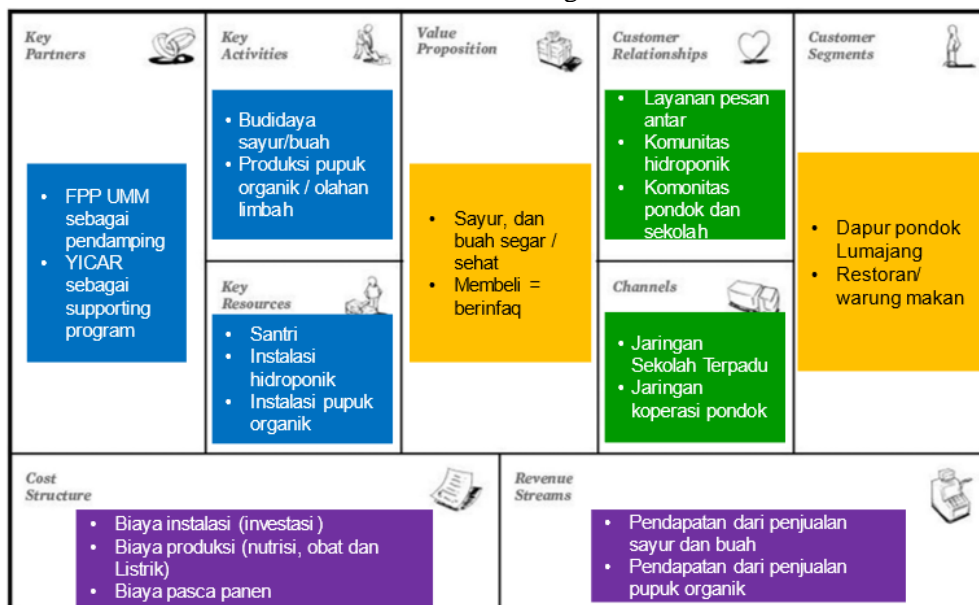 Key
Partners
• FPP UMM
sebagai
pendamping
• YICAR
sebagai
supporting
program
Key
Activities
• Budidaya
sayur/buah
• Produksi pupuk
organik / olahan
limbah
Key
Resources
• Santri
• Instalasi
hidroponik
• Instalasi pupuk
organik
Value
Proposition
• Sayur, dan
buah segar /
sehat
• Membeli =
berinfaq
Customer
Relationships
• Layanan pesan
antar
• Komunitas
hidroponik
• Komonitas
pondok dan
sekolah
Channels
• Jaringan
Sekolah Terpadu
• Jaringan
koperasi pondok
Customer
Segments
• Dapur pondok
Lumajang
• Restoran/
warung makan
Cost
Structure
• Biaya instalasi (investasi)
• Biaya produksi (nutrisi, obat dan
Listrik)
• Biaya pasca panen
Revenue
Streams
• Pendapatan dari penjualan
sayur dan buah
• Pendapatan dari penjualan
pupuk organik